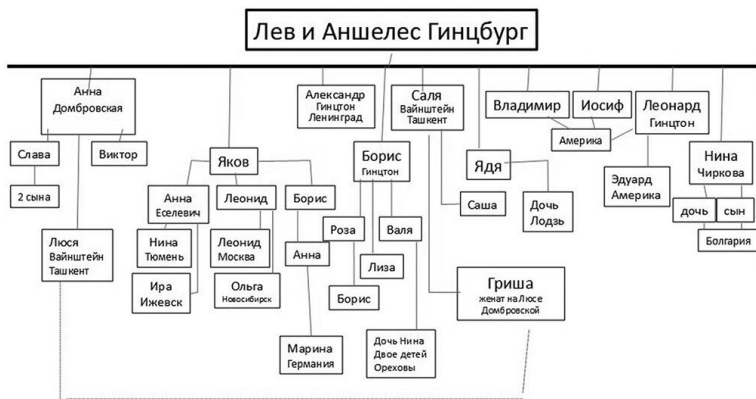 Лев и Аншелес Гинцбург
Анна
Домбровская
Александр
Гинцтон
Ленинград
Саля
Вайнштейн
Ташкент
Владимир
Иосиф
Леонард
Гинцтон
Америка
Слава
Виктор
Яков
Борис
Гинцтон
Ядя
Нина
Чиркова
2 сына
Анна
Еселевич
Леонид
Борис
Саша
Дочь
Лодзь
Эдуард
Америка
дочь
сын
Болгария
Люся
Вайнштейн
Ташкент
Нина
Тюмень
Леонид
Москва
Анна
Роза
Валя
Лиза
Ира
Ижевск
Ольга
Новосибирск
Борис
Гриша
женат на Люсе
Домбровской
Марина
Германия
Дочь Нина
Двое детей
Ореховы